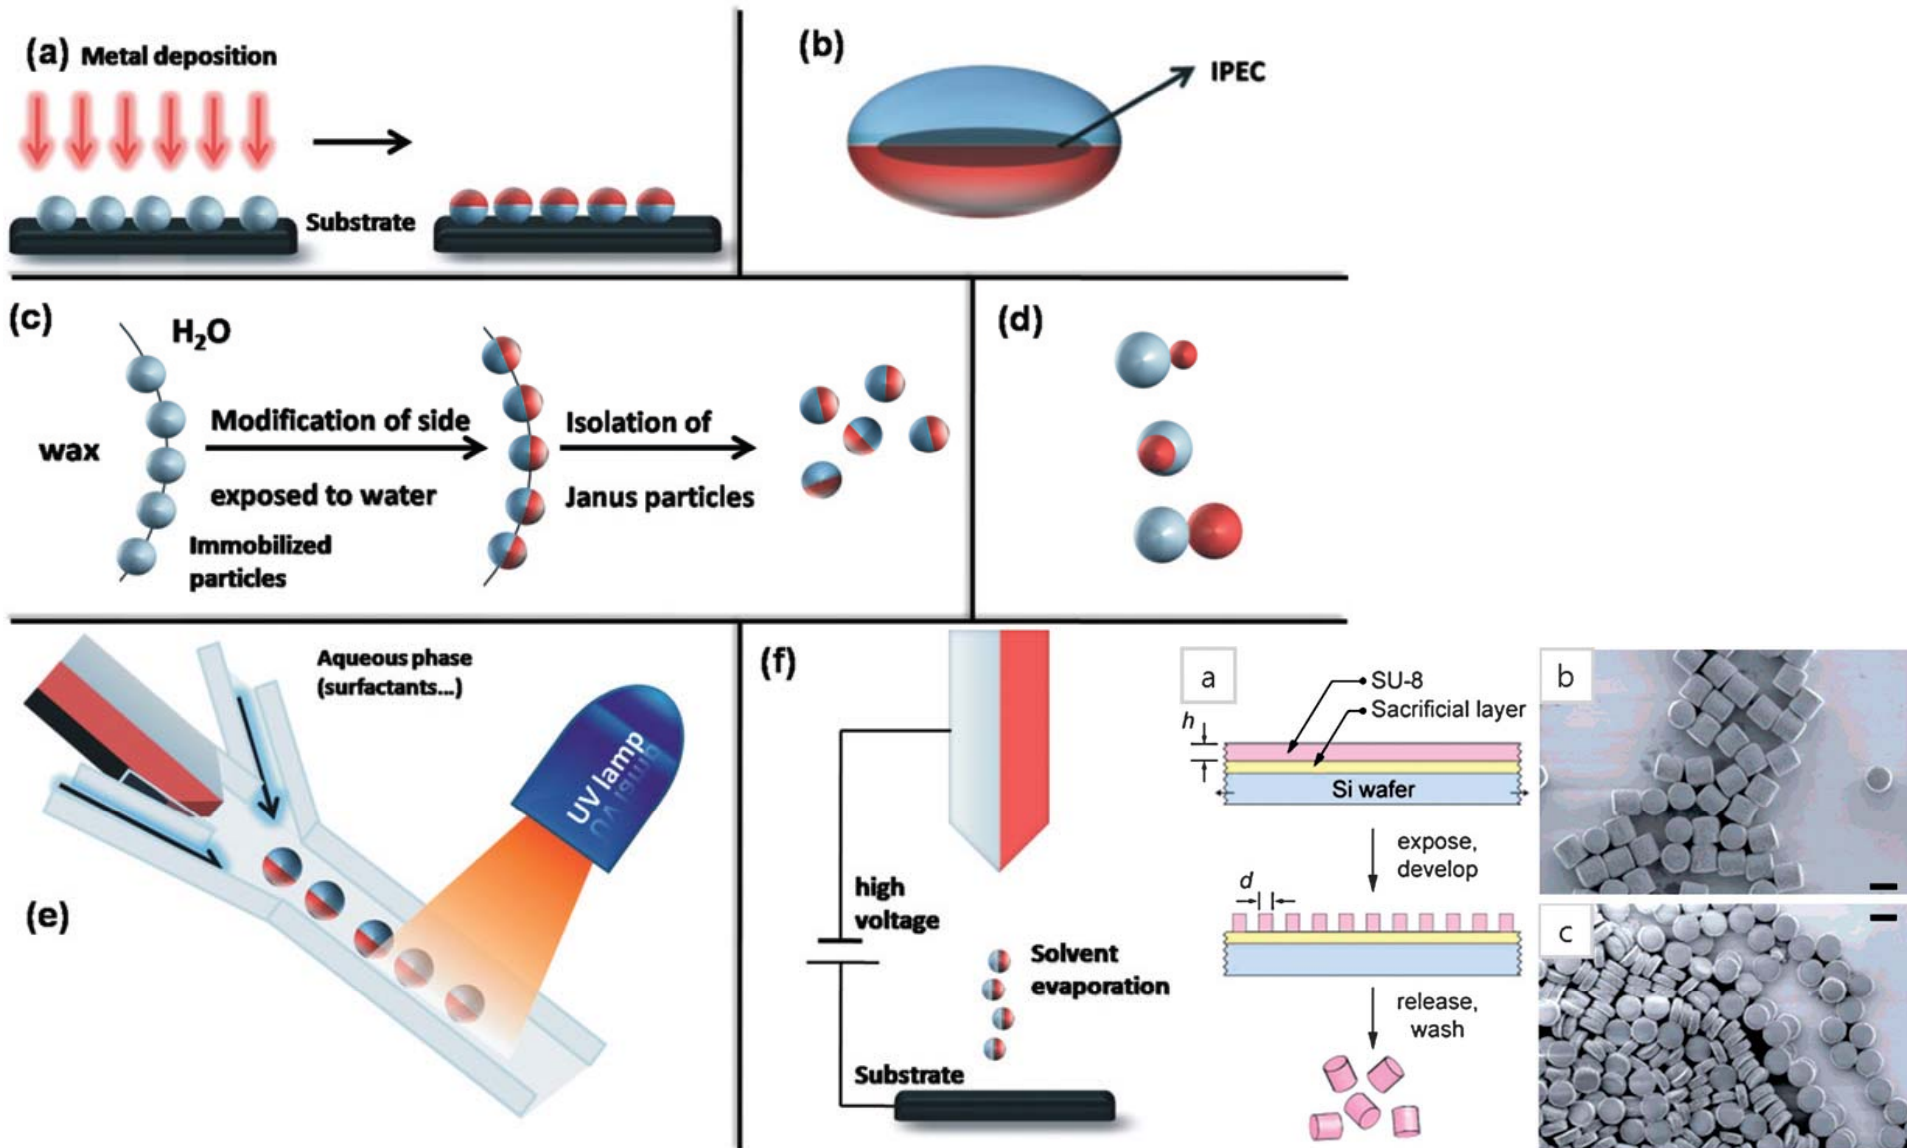 (a) Metal deposition
Substrate
(b)
IPEC
(c)
H₂O
wax
Modification of side
exposed to water
Immobilized
particles
Isolation of
Janus particles
(d)
Aqueous phase
(surfactants...)
UV lamp
UV lamp
(e)
(f)
high
voltage
Solvent
evaporation
Substrate
a
SU-8
Sacrificial layer
h
Si wafer
expose,
develop
d
release,
wash
b
c